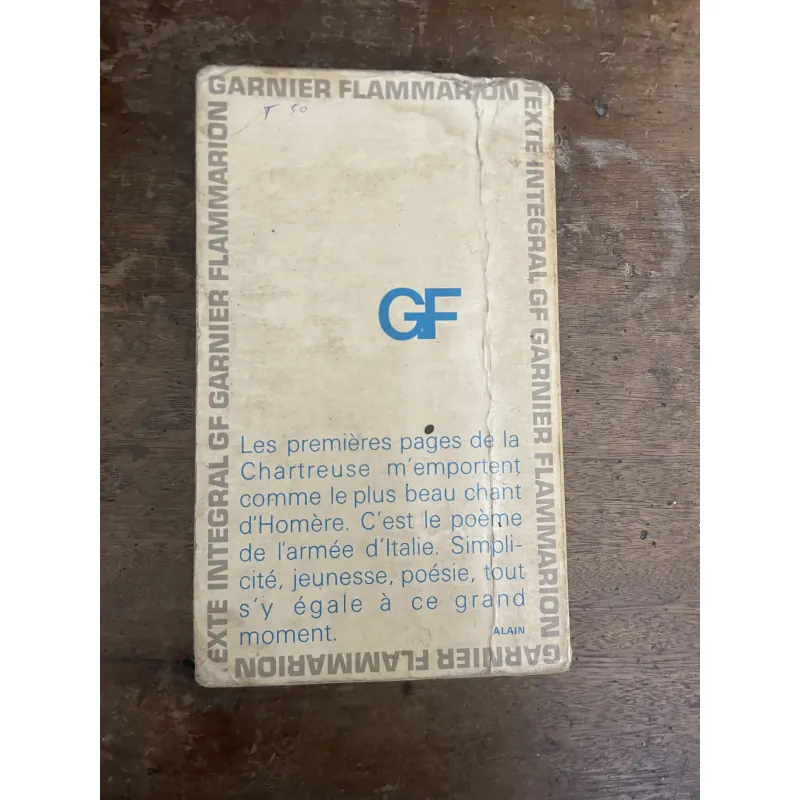 GARNIER FLAMMARION
T 50
TEXTE INTEGRAL GF GARNIER FLAMMARION
EXTE INTEGRAL GF GARNIER FLAMMARION
GF
Les premières pages de la
Chartreuse m'emportent
comme le plus beau chant
d'Homère. C'est le poème
de l'armée d'Italie. Simpli-
cité, jeunesse, poésie, tout
s'y égale à ce grand
moment.
ALAIN
GARNIER FLAMMARION